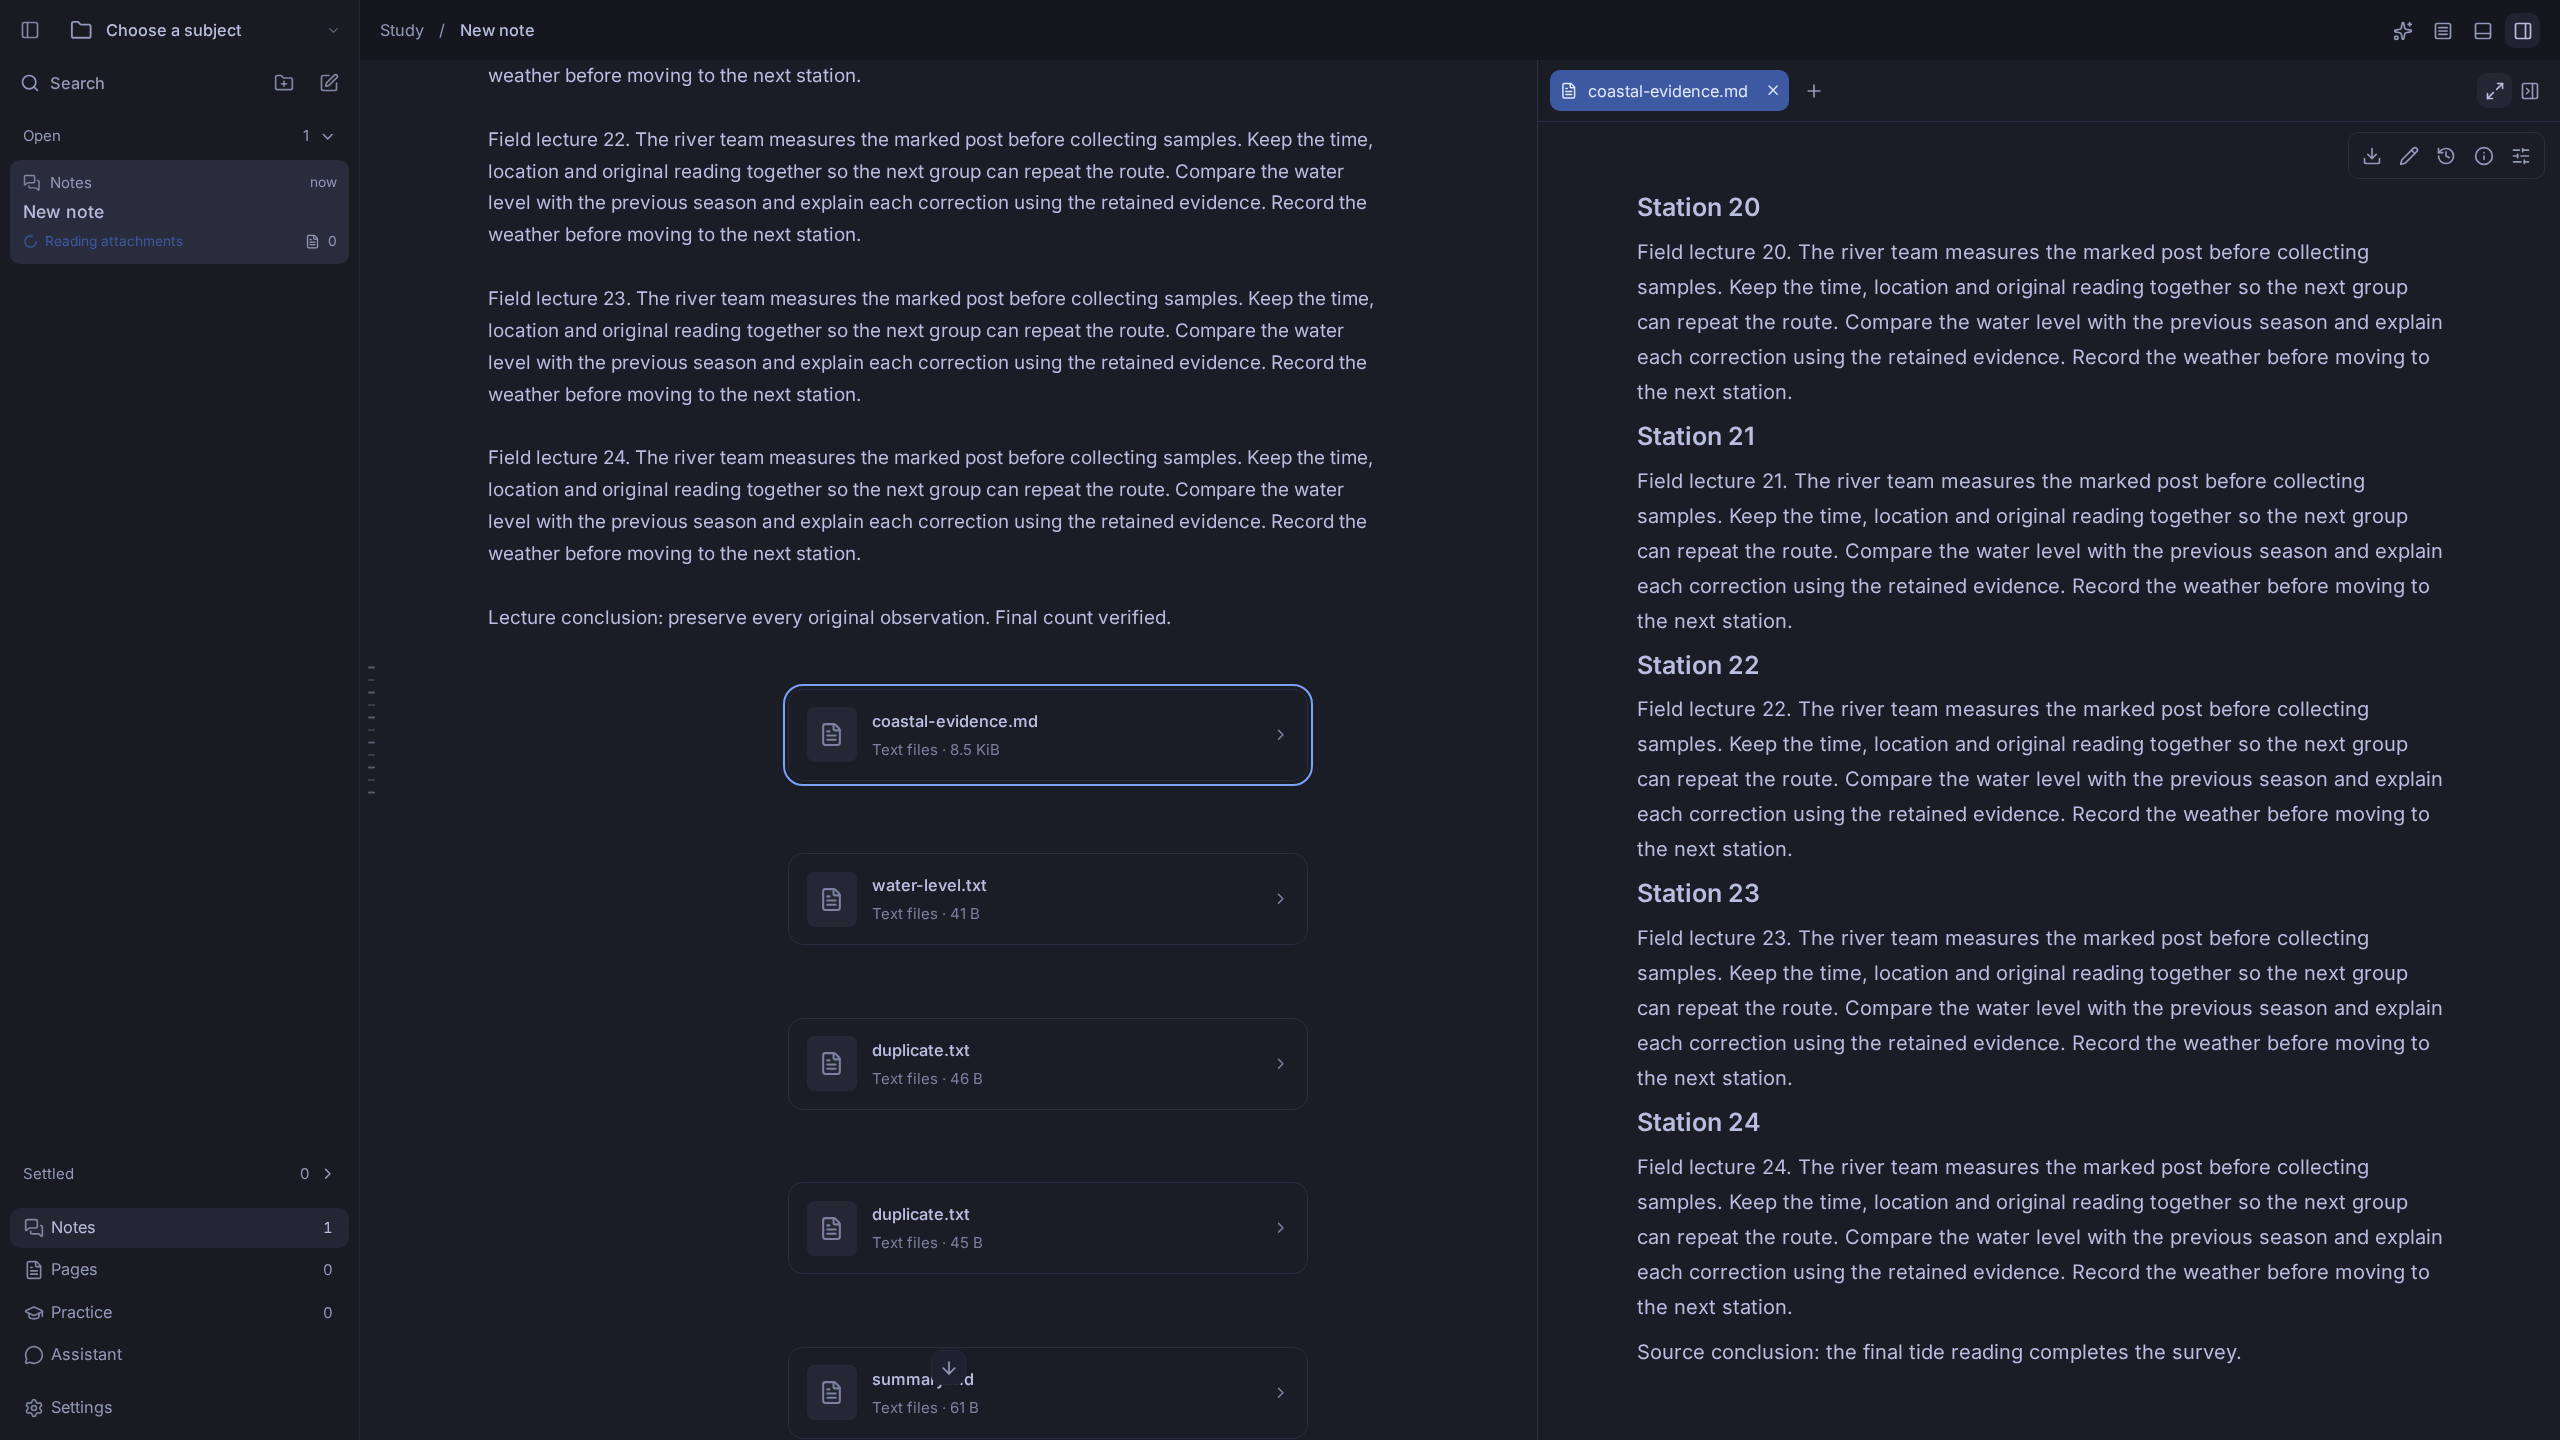 Choose a subject
Search
Open 1
Notes now
New note
Reading attachments 0
Settled 0
Notes 1
Pages 0
Practice 0
Assistant
Settings
Study / New note
weather before moving to the next station.
Field lecture 22. The river team measures the marked post before collecting samples. Keep the time,
location and original reading together so the next group can repeat the route. Compare the water
level with the previous season and explain each correction using the retained evidence. Record the
weather before moving to the next station.
Field lecture 23. The river team measures the marked post before collecting samples. Keep the time,
location and original reading together so the next group can repeat the route. Compare the water
level with the previous season and explain each correction using the retained evidence. Record the
weather before moving to the next station.
Field lecture 24. The river team measures the marked post before collecting samples. Keep the time,
location and original reading together so the next group can repeat the route. Compare the water
level with the previous season and explain each correction using the retained evidence. Record the
weather before moving to the next station.
Lecture conclusion: preserve every original observation. Final count verified.
coastal-evidence.md
Text files · 8.5 KiB
water-level.txt
Text files · 41 B
duplicate.txt
Text files · 46 B
duplicate.txt
Text files · 45 B
Text files · 61 B
coastal-evidence.md
Station 20
Field lecture 20. The river team measures the marked post before collecting
samples. Keep the time, location and original reading together so the next group
can repeat the route. Compare the water level with the previous season and explain
each correction using the retained evidence. Record the weather before moving to
the next station.
Station 21
Field lecture 21. The river team measures the marked post before collecting
samples. Keep the time, location and original reading together so the next group
can repeat the route. Compare the water level with the previous season and explain
each correction using the retained evidence. Record the weather before moving to
the next station.
Station 22
Field lecture 22. The river team measures the marked post before collecting
samples. Keep the time, location and original reading together so the next group
can repeat the route. Compare the water level with the previous season and explain
each correction using the retained evidence. Record the weather before moving to
the next station.
Station 23
Field lecture 23. The river team measures the marked post before collecting
samples. Keep the time, location and original reading together so the next group
can repeat the route. Compare the water level with the previous season and explain
each correction using the retained evidence. Record the weather before moving to
the next station.
Station 24
Field lecture 24. The river team measures the marked post before collecting
samples. Keep the time, location and original reading together so the next group
can repeat the route. Compare the water level with the previous season and explain
each correction using the retained evidence. Record the weather before moving to
the next station.
Source conclusion: the final tide reading completes the survey.